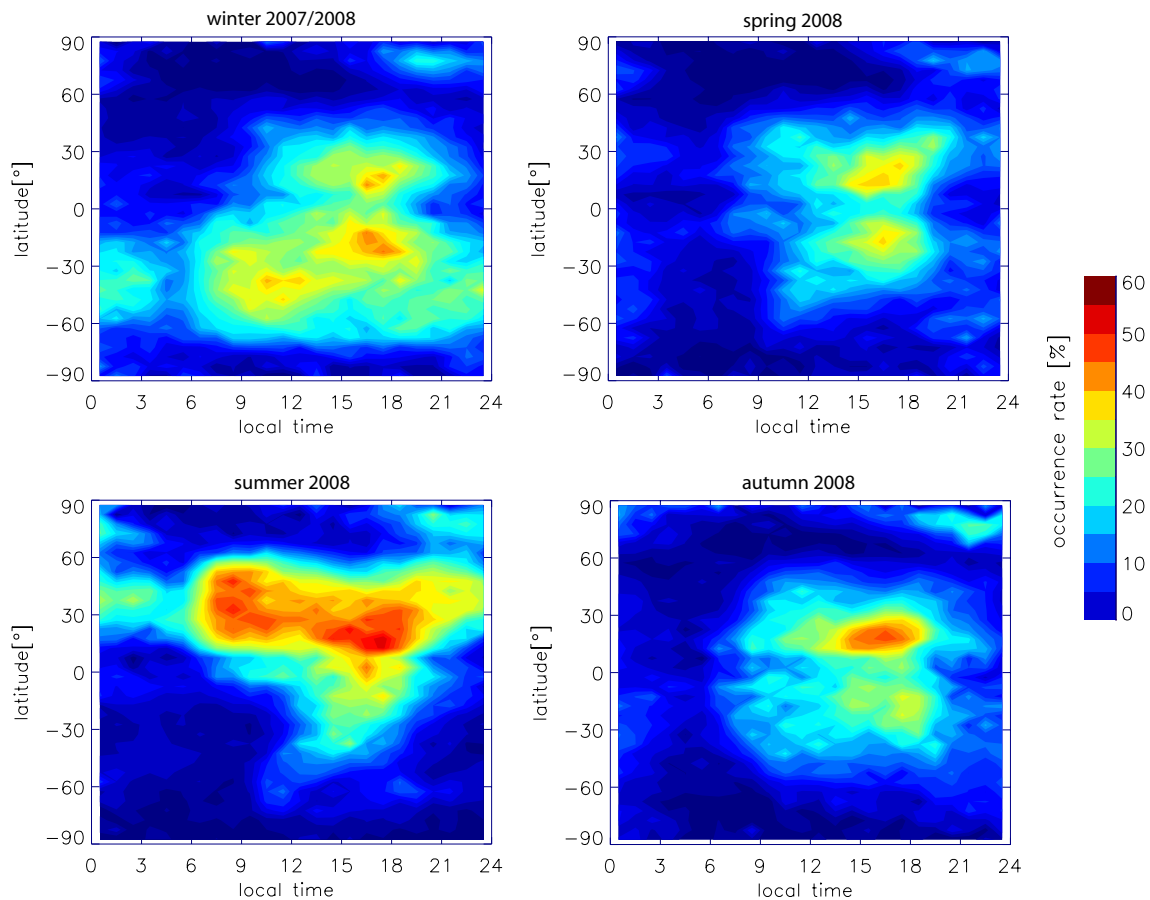 winter 2007/2008
90
60
30
0
−30
−60
−90
latitude[°]
0 3 6 9 12 15 18 21 24
local time
spring 2008
90
60
30
0
−30
−60
−90
latitude[°]
0 3 6 9 12 15 18 21 24
local time
summer 2008
90
60
30
0
−30
−60
−90
latitude[°]
0 3 6 9 12 15 18 21 24
local time
autumn 2008
90
60
30
0
−30
−60
−90
latitude[°]
0 3 6 9 12 15 18 21 24
local time
occurrence rate [%]
60
50
40
30
20
10
0